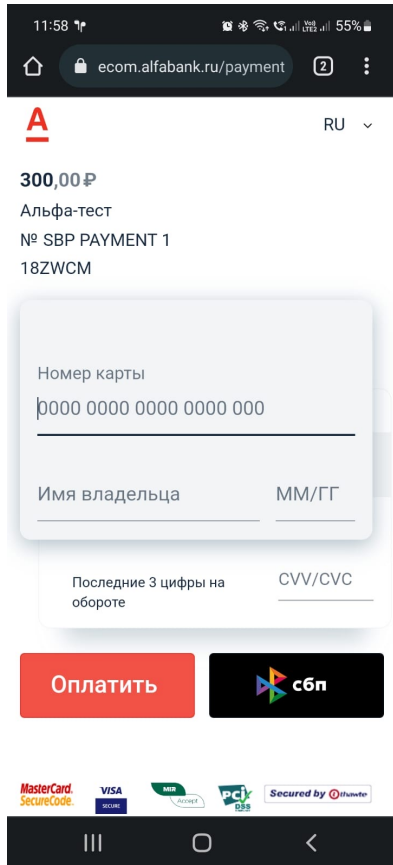 11:58
Vo))
LTE2
55%
ecom.alfabank.ru/payment
2
А
RU
300,00₽
Альфа-тест
№ SBP PAYMENT 1
18ZWCM
Номер карты
0000 0000 0000 0000 000
Имя владельца
ММ/ГГ
Последние 3 цифры на
обороте
CVV/CVC
Оплатить
сбп
MasterCard.
SecureCode.
VISA
SECURE
MIR
Accept
PCI
DSS
Secured by thawte